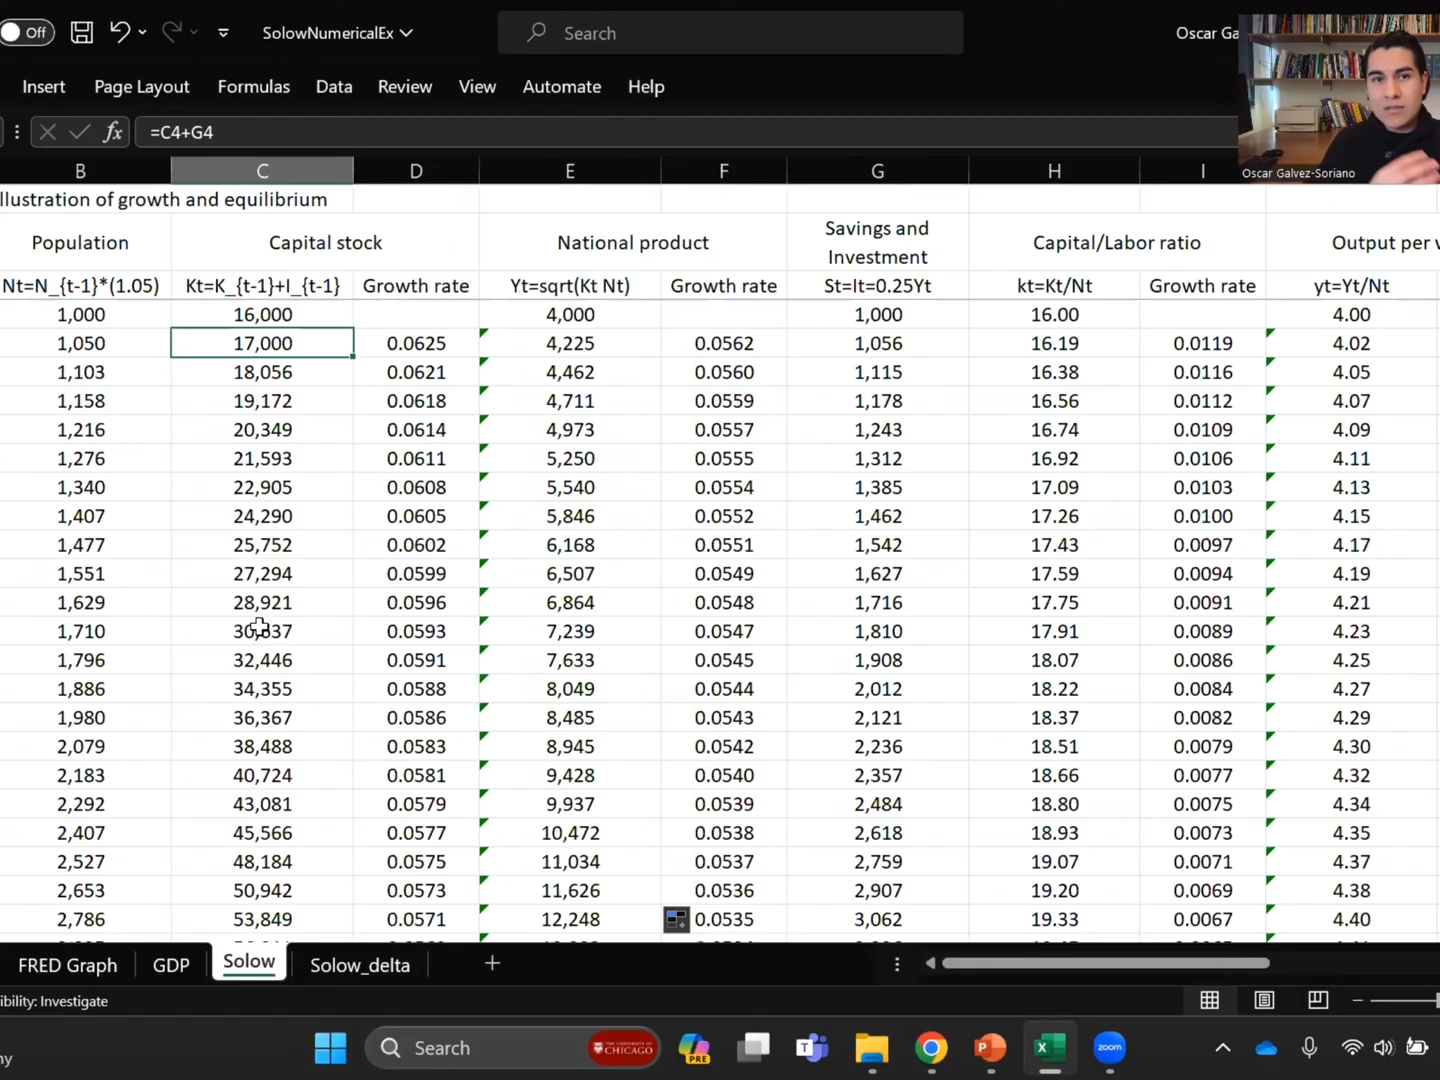 Off
SolowNumericalEx
Search
Oscar Ga
Insert Page Layout Formulas Data Review View Automate Help
fx =C4+G4
Oscar Galvez-Soriano
B C D E F G H I
llustration of growth and equilibrium
Population Capital stock National product Savings and Investment Capital/Labor ratio Output per w
Nt=N_{t-1}*(1.05) Kt=K_{t-1}+I_{t-1} Growth rate Yt=sqrt(Kt Nt) Growth rate St=It=0.25Yt kt=Kt/Nt Growth rate yt=Yt/Nt
1,000 16,000 4,000 1,000 16.00 4.00
1,050 17,000 0.0625 4,225 0.0562 1,056 16.19 0.0119 4.02
1,103 18,056 0.0621 4,462 0.0560 1,115 16.38 0.0116 4.05
1,158 19,172 0.0618 4,711 0.0559 1,178 16.56 0.0112 4.07
1,216 20,349 0.0614 4,973 0.0557 1,243 16.74 0.0109 4.09
1,276 21,593 0.0611 5,250 0.0555 1,312 16.92 0.0106 4.11
1,340 22,905 0.0608 5,540 0.0554 1,385 17.09 0.0103 4.13
1,407 24,290 0.0605 5,846 0.0552 1,462 17.26 0.0100 4.15
1,477 25,752 0.0602 6,168 0.0551 1,542 17.43 0.0097 4.17
1,551 27,294 0.0599 6,507 0.0549 1,627 17.59 0.0094 4.19
1,629 28,921 0.0596 6,864 0.0548 1,716 17.75 0.0091 4.21
1,710 0.0593 7,239 0.0547 1,810 17.91 0.0089 4.23
1,796 32,446 0.0591 7,633 0.0545 1,908 18.07 0.0086 4.25
1,886 34,355 0.0588 8,049 0.0544 2,012 18.22 0.0084 4.27
1,980 36,367 0.0586 8,485 0.0543 2,121 18.37 0.0082 4.29
2,079 38,488 0.0583 8,945 0.0542 2,236 18.51 0.0079 4.30
2,183 40,724 0.0581 9,428 0.0540 2,357 18.66 0.0077 4.32
2,292 43,081 0.0579 9,937 0.0539 2,484 18.80 0.0075 4.34
2,407 45,566 0.0577 10,472 0.0538 2,618 18.93 0.0073 4.35
2,527 48,184 0.0575 11,034 0.0537 2,759 19.07 0.0071 4.37
2,653 50,942 0.0573 11,626 0.0536 2,907 19.20 0.0069 4.38
2,786 53,849 0.0571 12,248 0.0535 3,062 19.33 0.0067 4.40
FRED Graph GDP Solow Solow_delta +
ibility: Investigate
ny
Search
THE UNIVERSITY OF CHICAGO
PRE
zoom